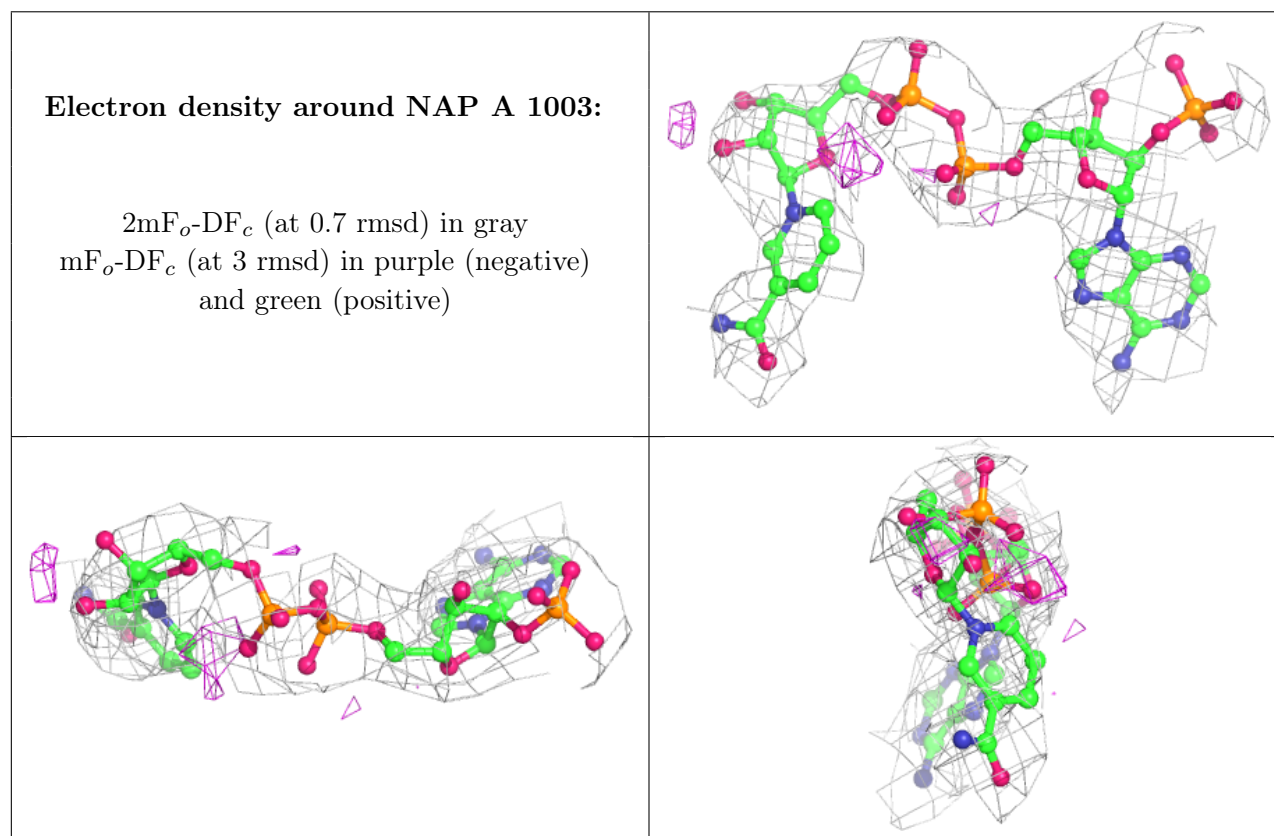 Electron density around NAP A 1003:
2mFo-DFc (at 0.7 rmsd) in gray
mFo-DFc (at 3 rmsd) in purple (negative)
and green (positive)